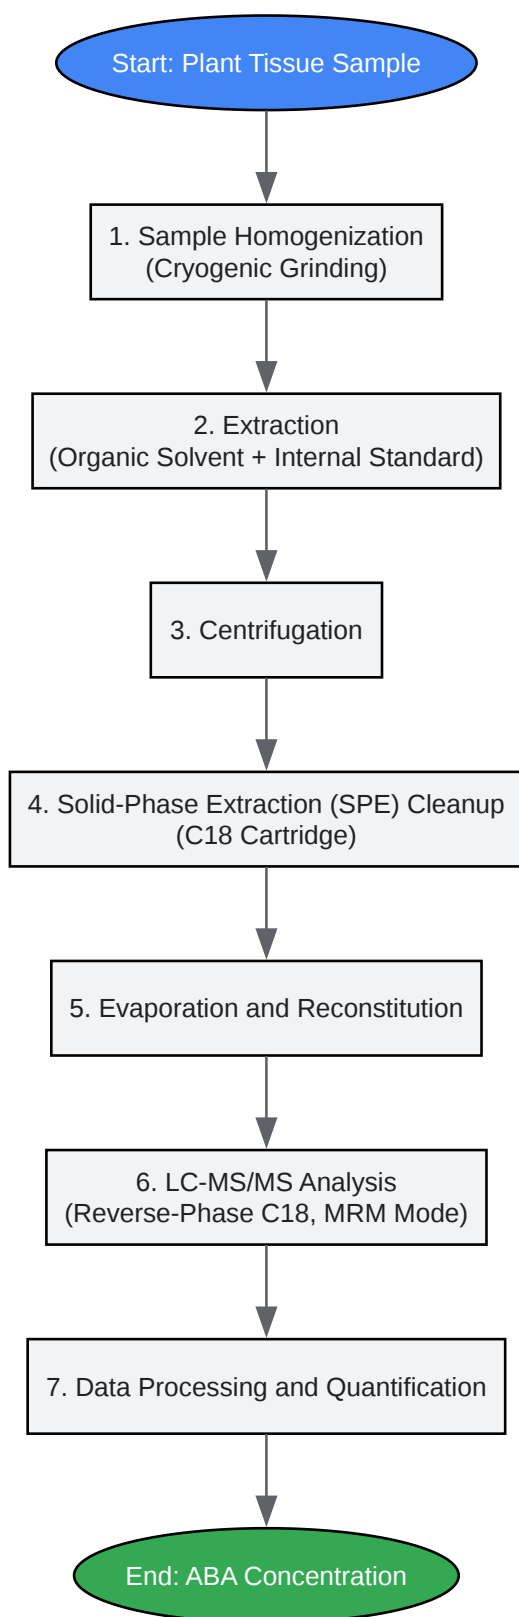 Start: Plant Tissue Sample
1. Sample Homogenization
(Cryogenic Grinding)
2. Extraction
(Organic Solvent + Internal Standard)
3. Centrifugation
4. Solid-Phase Extraction (SPE) Cleanup
(C18 Cartridge)
5. Evaporation and Reconstitution
6. LC-MS/MS Analysis
(Reverse-Phase C18, MRM Mode)
7. Data Processing and Quantification
End: ABA Concentration